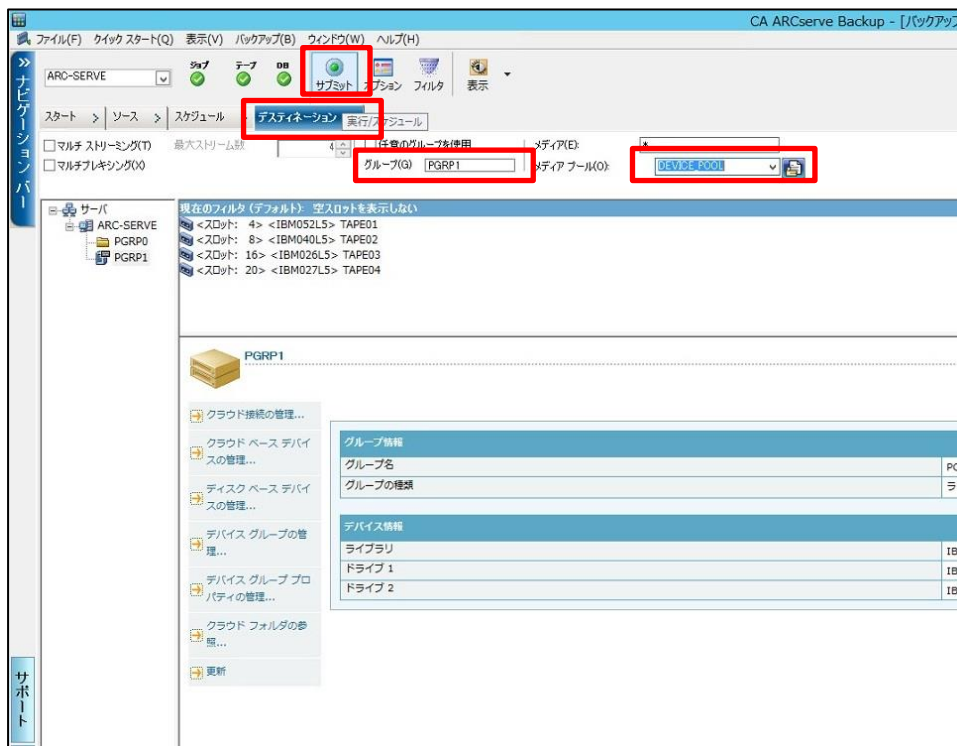 CA ARCserve Backup - [バックアップ
ファイル(F) クイック スタート(Q) 表示(V) バックアップ(B) ウィンドウ(W) ヘルプ(H)
» ナビゲーション バー
ARC-SERVE
ジョブ テープ DB
サブミット オプション フィルタ 表示
スタート > ソース > スケジュール デスティネーション
実行/スケジュール
マルチ ストリーミング(T) 最大ストリーム数 4 任意のグループを使用 メディア(E): *
マルチプレキシング(X) グループ(G) PGRP1 メディア プール(O): DEVICE_POOL
サーバ
ARC-SERVE
PGRP0
PGRP1
現在のフィルタ (デフォルト): 空スロットを表示しない
<スロット: 4> <IBM052L5> TAPE01
<スロット: 8> <IBM040L5> TAPE02
<スロット: 16> <IBM026L5> TAPE03
<スロット: 20> <IBM027L5> TAPE04
PGRP1
クラウド接続の管理...
クラウド ベース デバイ
スの管理...
ディスク ベース デバイ
スの管理...
デバイス グループの管
理...
デバイス グループ プロ
パティの管理...
クラウド フォルダの参
照...
更新
グループ情報
グループ名 PG
グループの種類 ラ
デバイス情報
ライブラリ IB
ドライブ 1 IB
ドライブ 2 IB
サポート